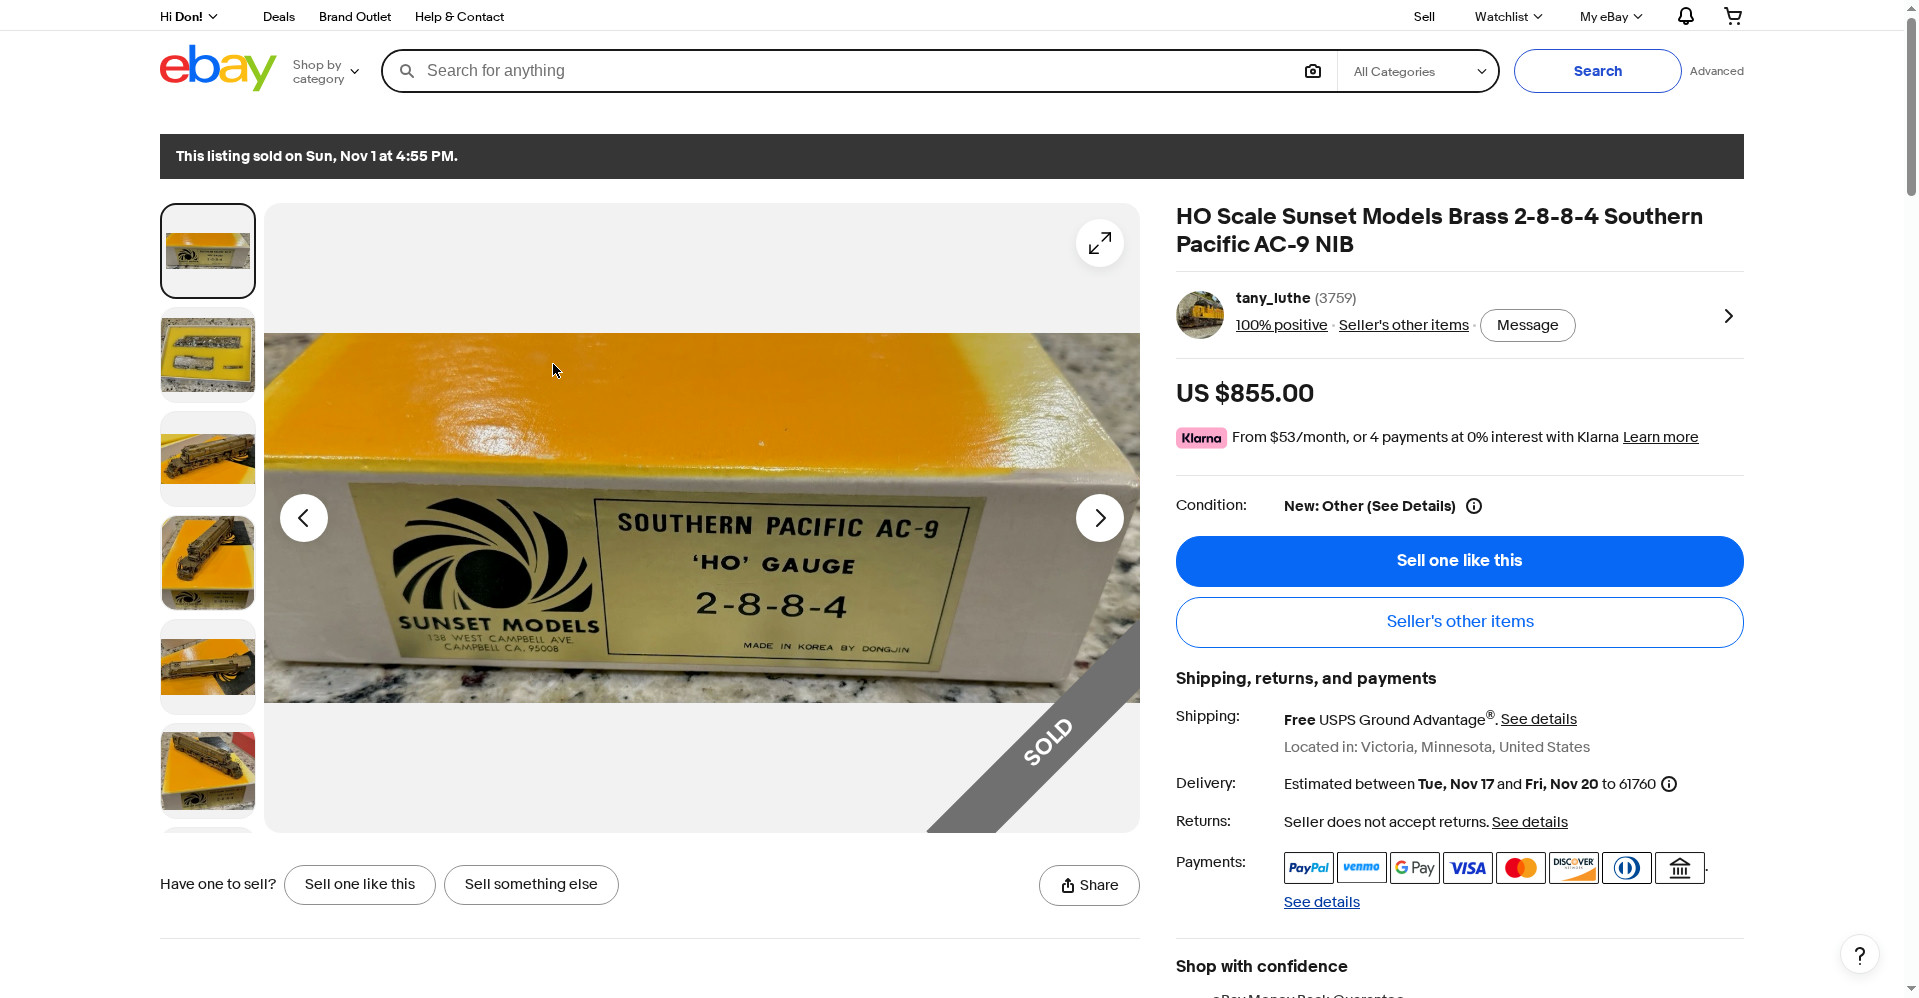 Hi Don!
Deals
Brand Outlet
Help & Contact
Sell
Watchlist
My eBay
ebay
Shop by
category
Search for anything
All Categories
Search
Advanced
This listing sold on Sun, Nov 1 at 4:55 PM.
SOUTHERN PACIFIC AC-9
'HO' GAUGE
2-8-8-4
SUNSET MODELS
138 WEST CAMPBELL AVE.
CAMPBELL CA. 95008
MADE IN KOREA BY DONGJIN
SOLD
Have one to sell?
Sell one like this
Sell something else
Share
HO Scale Sunset Models Brass 2-8-8-4 Southern
Pacific AC-9 NIB
tany_luthe (3759)
100% positive · Seller's other items · Message
US $855.00
Klarna From $53/month, or 4 payments at 0% interest with Klarna Learn more
Condition: New: Other (See Details)
Sell one like this
Seller's other items
Shipping, returns, and payments
Shipping: Free USPS Ground Advantage®. See details
Located in: Victoria, Minnesota, United States
Delivery: Estimated between Tue, Nov 17 and Fri, Nov 20 to 61760
Returns: Seller does not accept returns. See details
Payments: PayPal venmo G Pay VISA DISCOVER
See details
Shop with confidence
eBay Money Back Guarantee
?